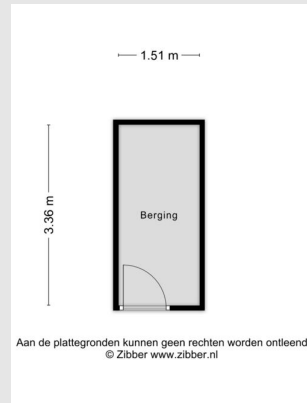 1.51 m
3.36 m
Berging
Aan de plattegronden kunnen geen rechten worden ontleend
© Zibber www.zibber.nl